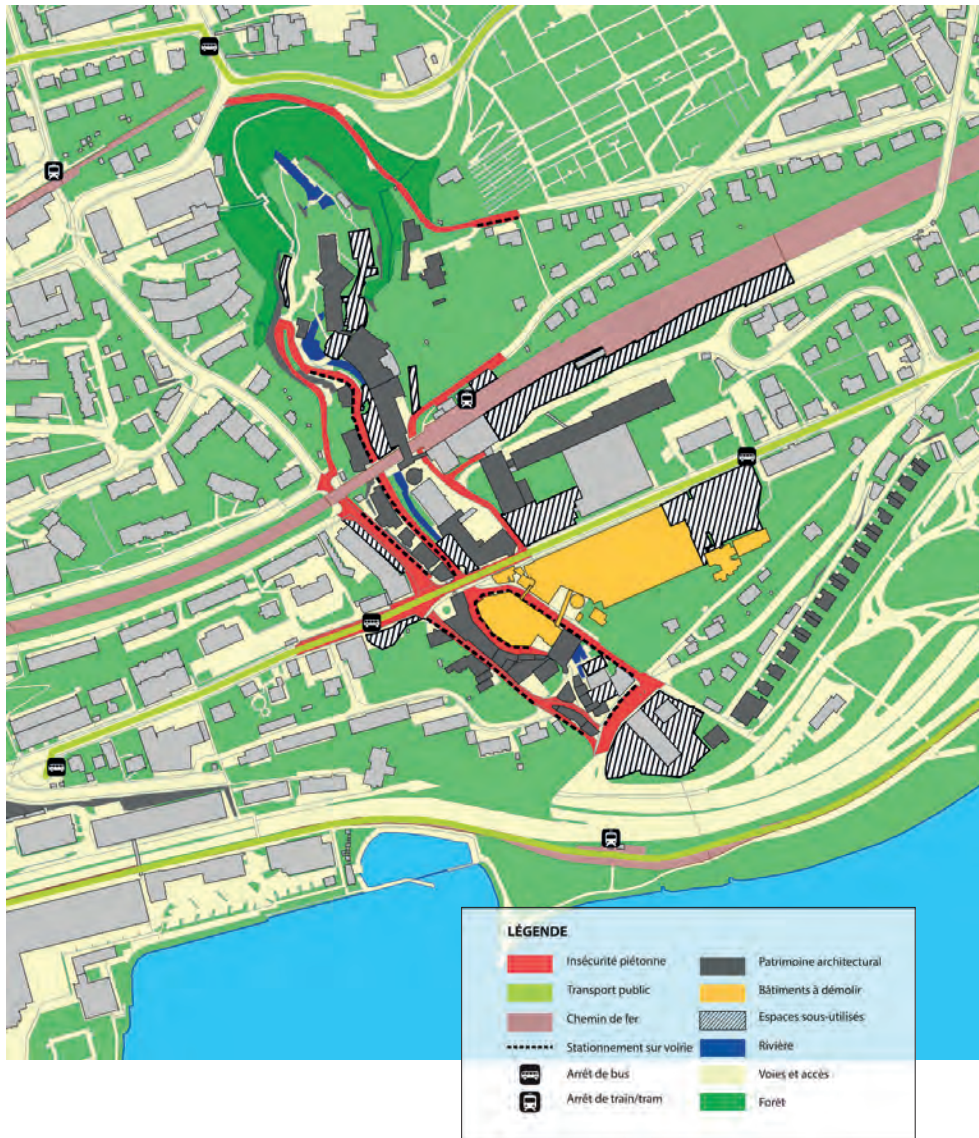 LÉGENDE
Insécurité piétonne
Transport public
Chemin de fer
Stationnement sur voirie
Arrêt de bus
Arrêt de train/tram
Patrimoine architectural
Bâtiments à démolir
Espaces sous-utilisés
Rivière
Voies et accès
Forêt